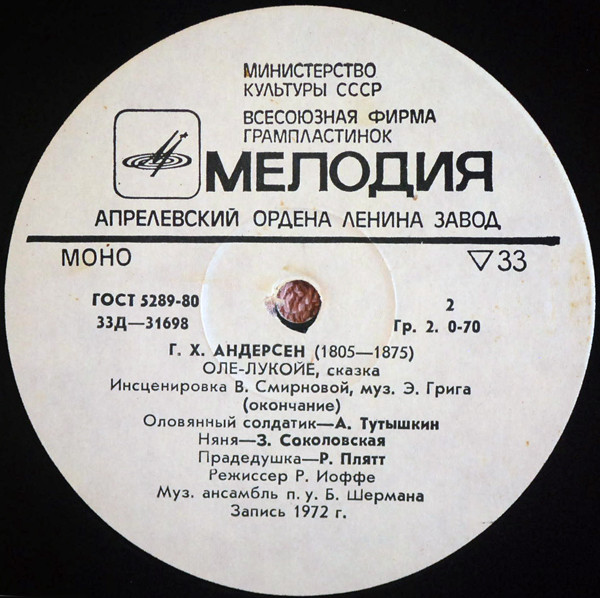 МИНИСТЕРСТВО
КУЛЬТУРЫ СССР
ВСЕСОЮЗНАЯ ФИРМА
ГРАМПЛАСТИНОК
МЕЛОДИЯ
АПРЕЛЕВСКИЙ ОРДЕНА ЛЕНИНА ЗАВОД
МОНО ▽33
ГОСТ 5289-80 2
33Д—31698 Гр. 2. 0-70
Г. Х. АНДЕРСЕН (1805—1875)
ОЛЕ-ЛУКОЙЕ, сказка
Инсценировка В. Смирновой, муз. Э. Грига
(окончание)
Оловянный солдатик—А. Тутышкин
Няня—З. Соколовская
Прадедушка—Р. Плятт
Режиссер Р. Иоффе
Муз. ансамбль п. у. Б. Шермана
Запись 1972 г.